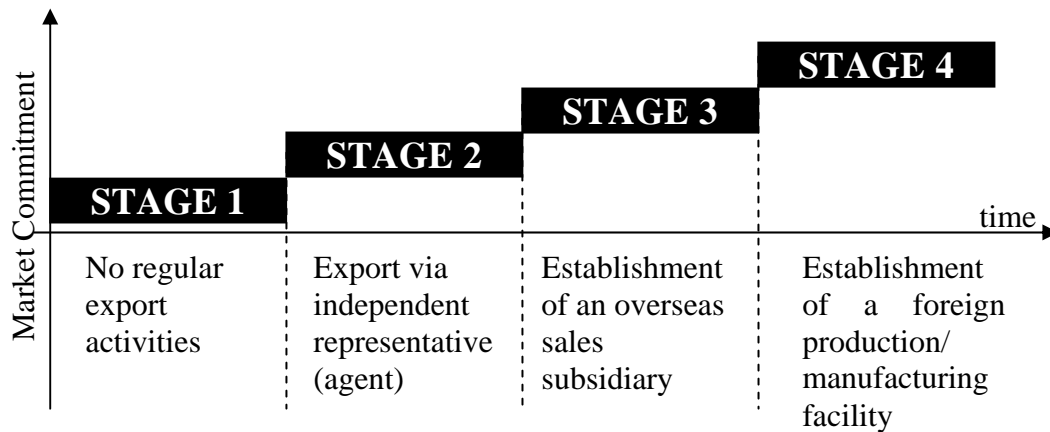 Market Commitment
STAGE 1
STAGE 2
STAGE 3
STAGE 4
time
No regular
export
activities
Export via
independent
representative
(agent)
Establishment
of an overseas
sales
subsidiary
Establishment
of a foreign
production/
manufacturing
facility